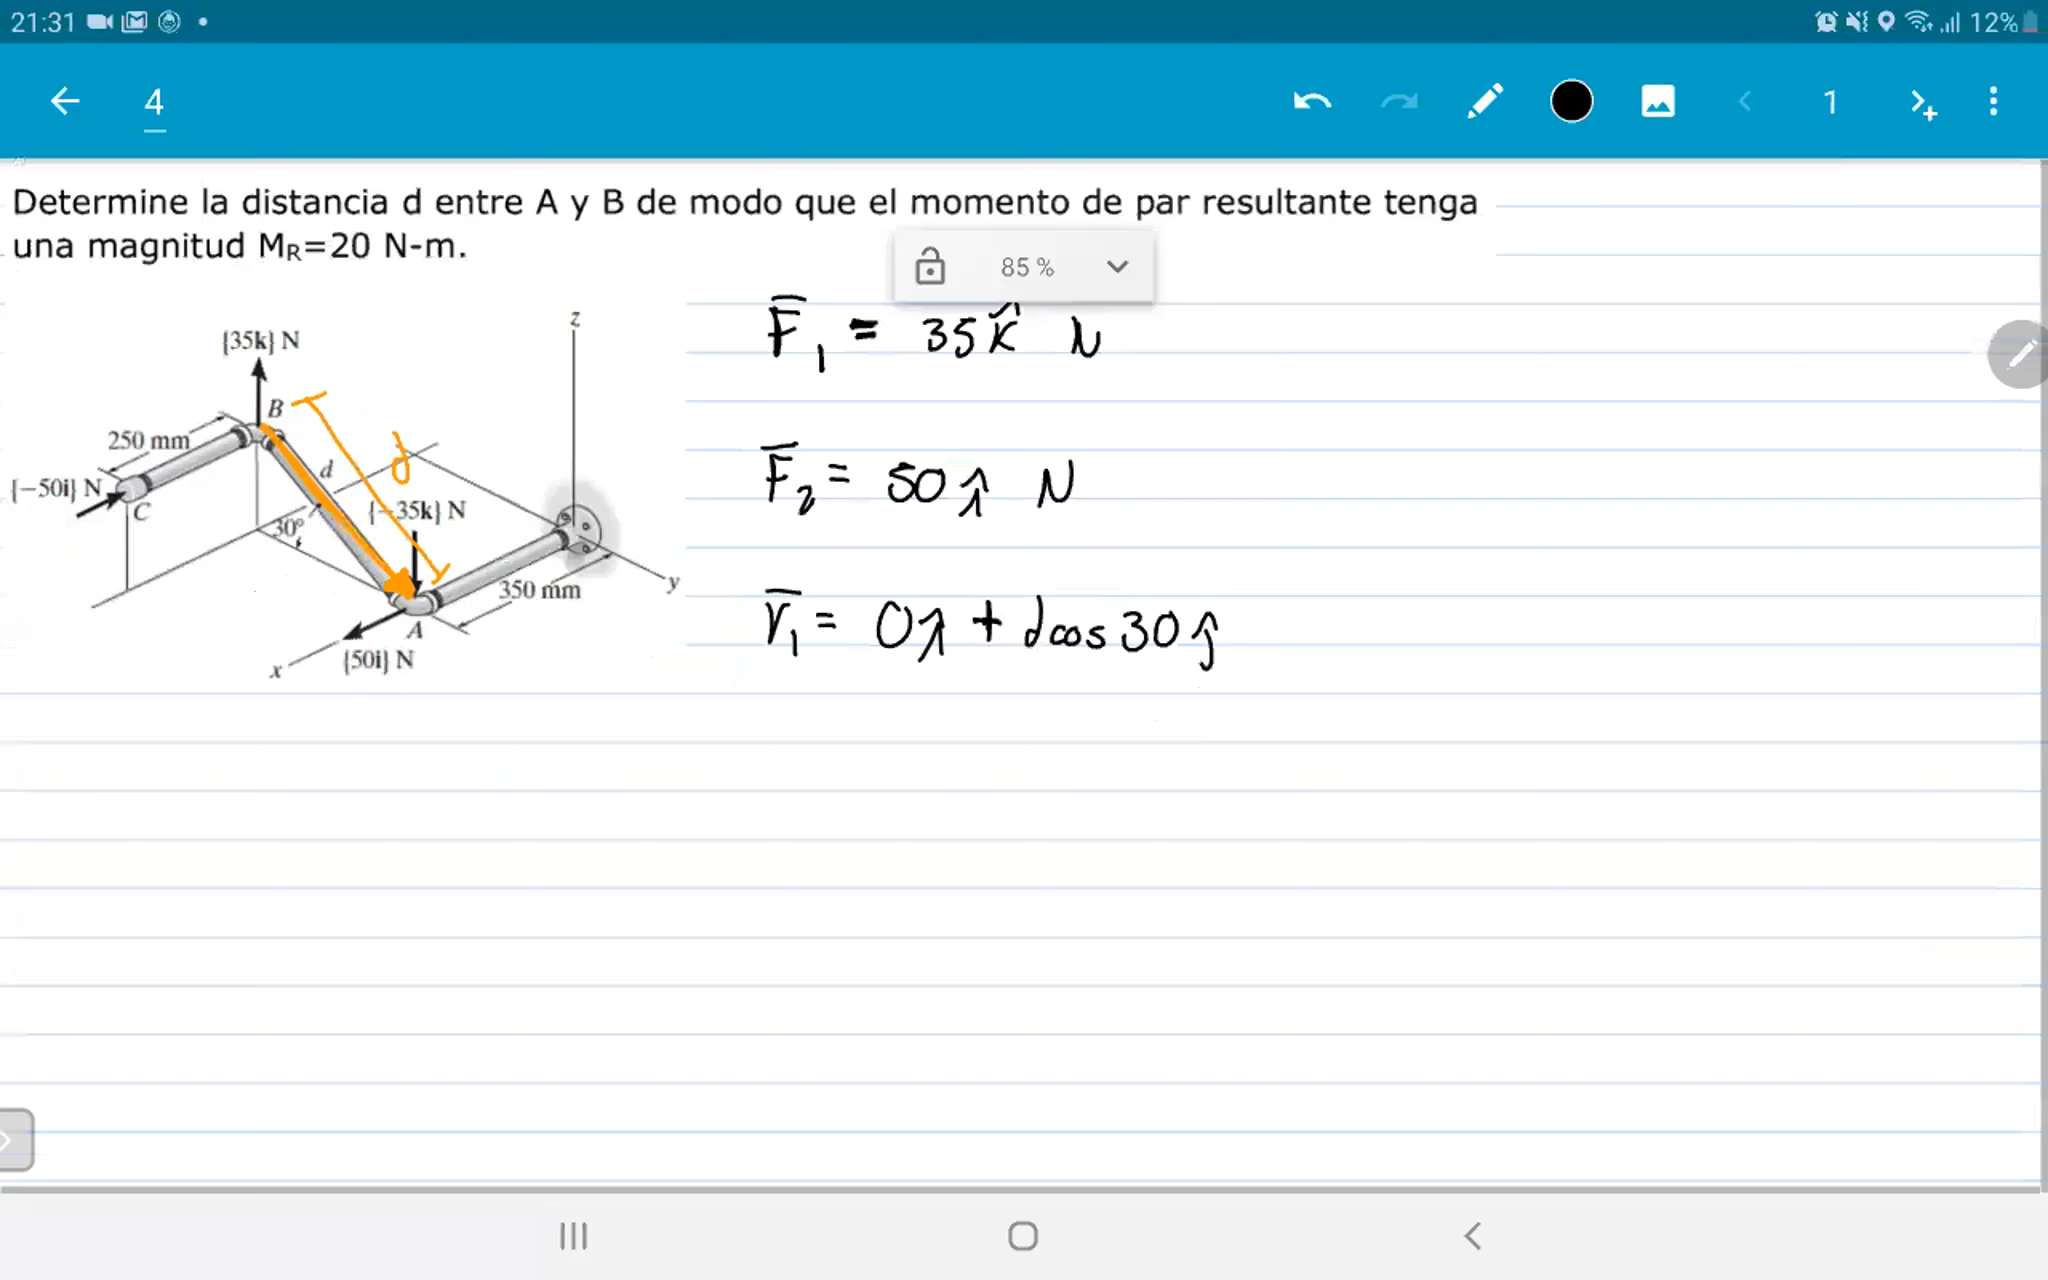 21:31
12%
4
1
Determine la distancia d entre A y B de modo que el momento de par resultante tenga
una magnitud MR=20 N-m.
85 %
{35k} N
B
250 mm
d
d
{-50i} N
C
30°
{-35k} N
z
y
350 mm
A
x
{50i} N
F̅₁ = 35k̂ N
F̅₂ = 50î N
r̅₁ = 0î + dcos30ĵ